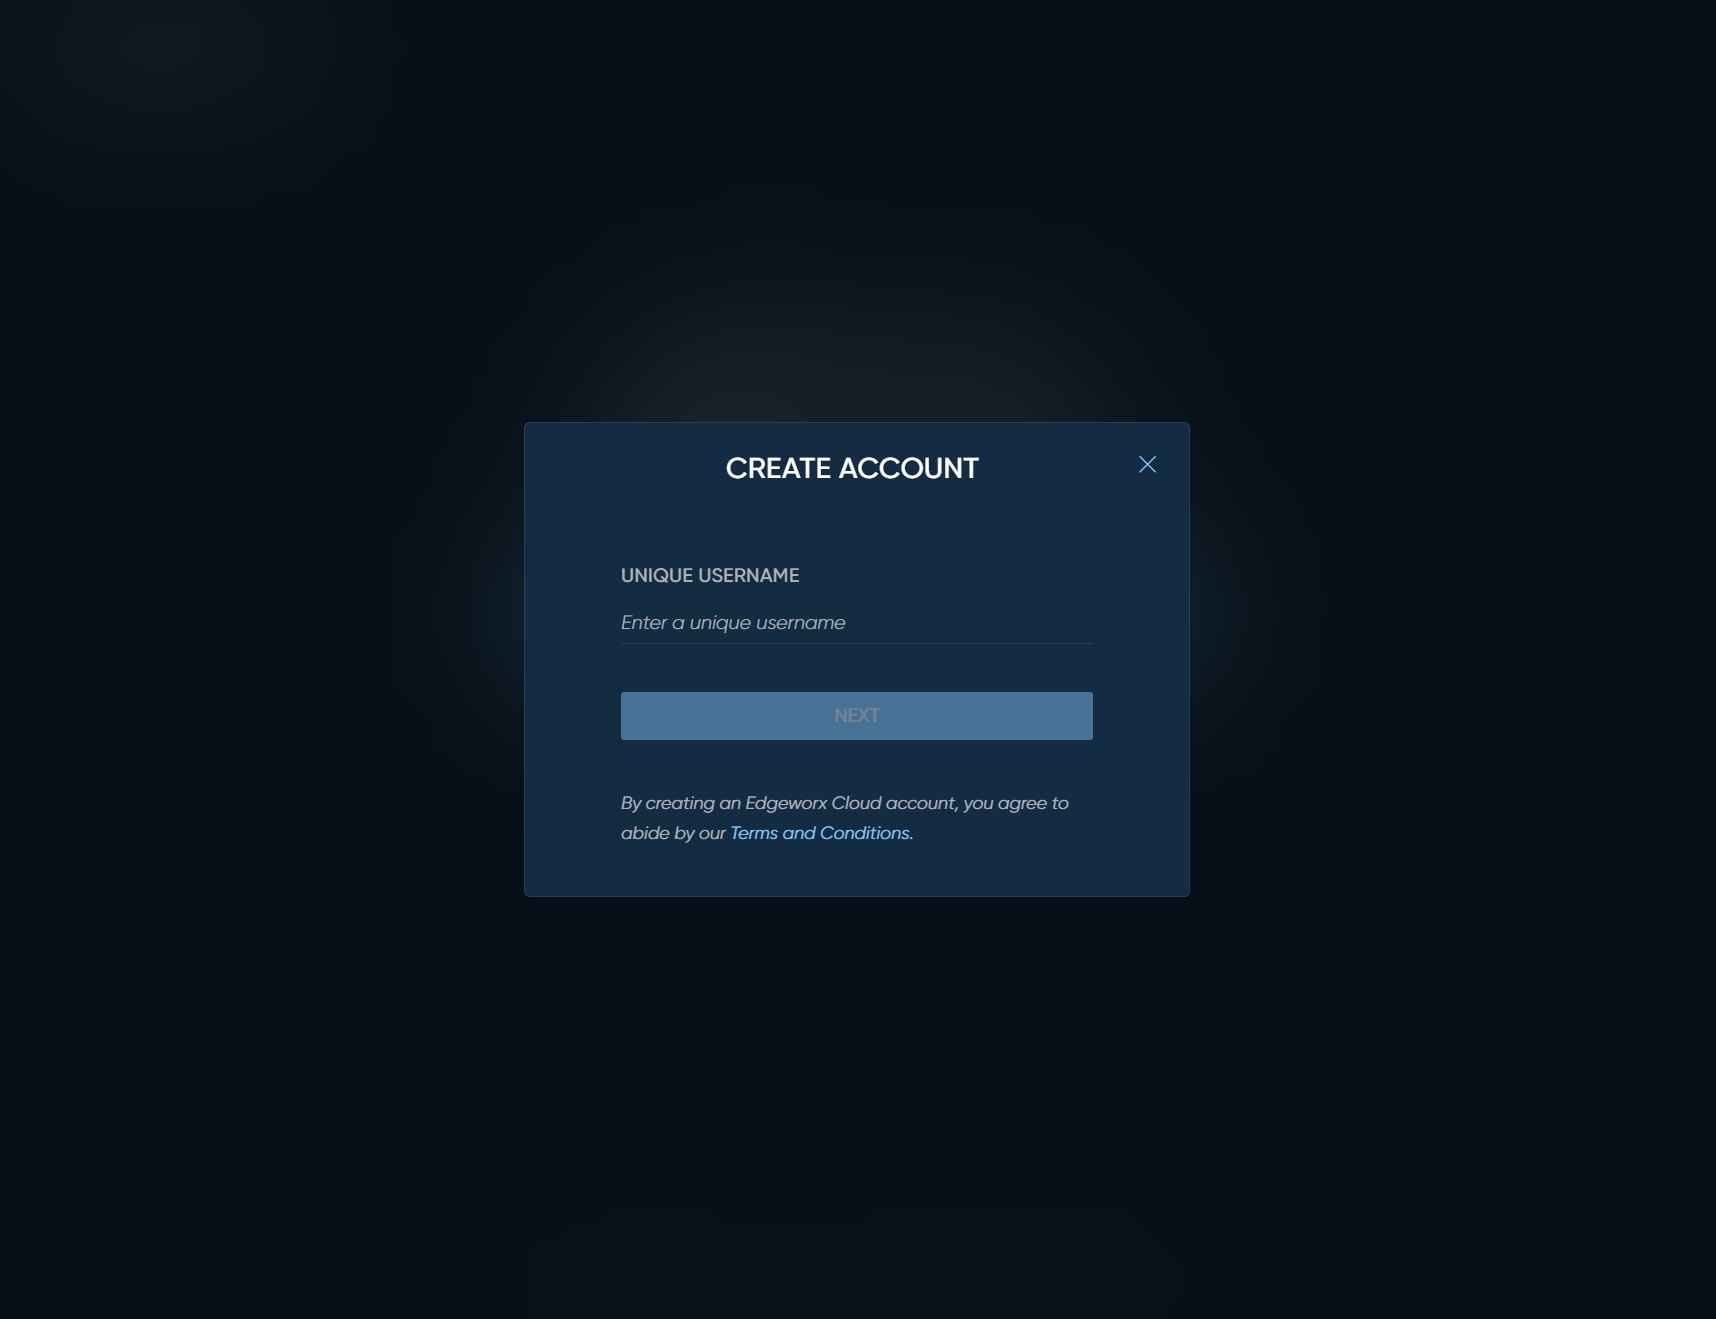 CREATE ACCOUNT
UNIQUE USERNAME
Enter a unique username
NEXT
By creating an Edgeworx Cloud account, you agree to
abide by our Terms and Conditions.